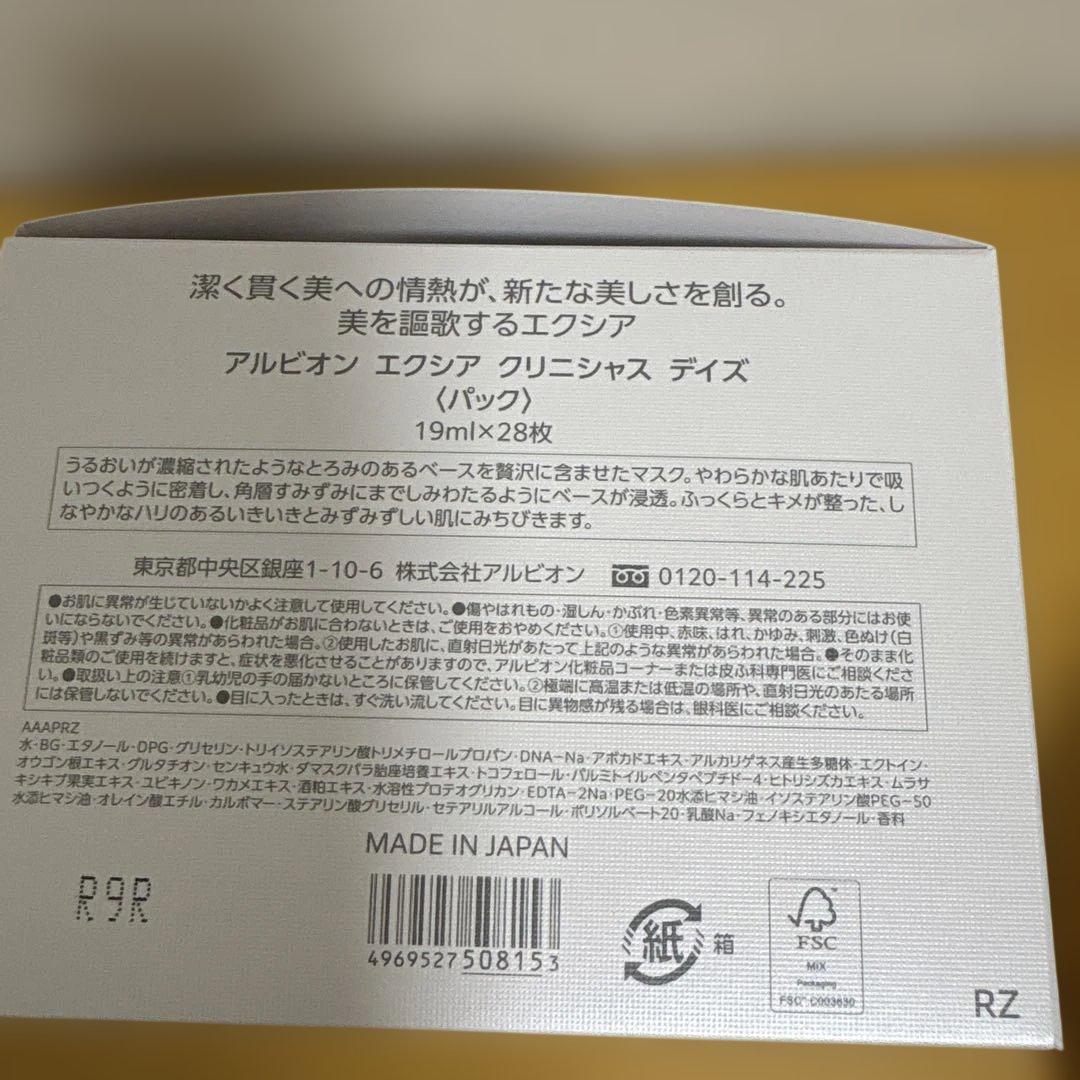 潔く貫く美への情熱が、新たな美しさを創る。
美を謳歌するエクシア
アルビオン エクシア クリニシャス デイズ
〈パック〉
19ml×28枚
うるおいが濃縮されたようなとろみのあるベースを贅沢に含ませたマスク。やわらかな肌あたりで吸
いつくように密着し、角層すみずみにまでしみわたるようにベースが浸透。ふっくらとキメが整った、し
なやかなハリのあるいきいきとみずみずしい肌にみちびきます。
東京都中央区銀座1-10-6 株式会社アルビオン 0120-114-225
●お肌に異常が生じていないかよく注意して使用してください。●傷やはれもの・湿しん・かぶれ・色素異常等、異常のある部分にはお使
いにならないでください。●化粧品がお肌に合わないときは、ご使用をおやめください。①使用中、赤味、はれ、かゆみ、刺激、色ぬけ(白
斑等)や黒ずみ等の異常があらわれた場合。②使用したお肌に、直射日光があたって上記のような異常があらわれた場合。●そのまま化
粧品類のご使用を続けますと、症状を悪化させることがありますので、アルビオン化粧品コーナーまたは皮ふ科専門医にご相談くださ
い。●取扱い上の注意①乳幼児の手の届かないところに保管してください。②極端に高温または低温の場所や、直射日光のあたる場所
には保管しないでください。●目に入ったときは、すぐ洗い流してください。目に異物感が残る場合は、眼科医にご相談ください。
AAAPRZ
水・BG・エタノール・DPG・グリセリン・トリイソステアリン酸トリメチロールプロパン・DNA-Na・アボカドエキス・アルカリゲネス産生多糖体・エクトイン・
オウゴン根エキス・グルタチオン・センキュウ水・ダマスクバラ胎座培養エキス・トコフェロール・パルミトイルペンタペプチド-4・ヒトリシズカエキス・ムラサ
キシキブ果実エキス・ユビキノン・ワカメエキス・酒粕エキス・水溶性プロテオグリカン・EDTA-2Na・PEG-20水添ヒマシ油・イソステアリン酸PEG-50
水添ヒマシ油・オレイン酸エチル・カルボマー・ステアリン酸グリセリル・セテアリルアルコール・ポリソルベート20・乳酸Na・フェノキシエタノール・香料
MADE IN JAPAN
R9R
4969527508153
紙 箱
FSC
MIX
Packaging
FSC® C003630
RZ